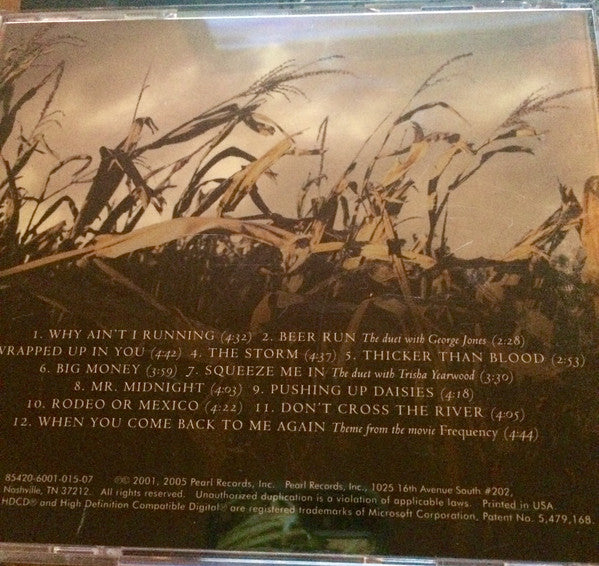 1. WHY AIN'T I RUNNING (4:32) 2. BEER RUN The duet with George Jones (2:28)
WRAPPED UP IN YOU (4:42) 4. THE STORM (4:37) 5. THICKER THAN BLOOD (2:53)
6. BIG MONEY (3:59) 7. SQUEEZE ME IN The duet with Trisha Yearwood (3:30)
8. MR. MIDNIGHT (4:03) 9. PUSHING UP DAISIES (4:18)
10. RODEO OR MEXICO (4:22) 11. DON'T CROSS THE RIVER (4:05)
12. WHEN YOU COME BACK TO ME AGAIN Theme from the movie Frequency (4:44)
85420-6001-015-07 ℗© 2001, 2005 Pearl Records, Inc. Pearl Records, Inc., 1025 16th Avenue South #202,
Nashville, TN 37212. All rights reserved. Unauthorized duplication is a violation of applicable laws. Printed in USA
HDCD® and High Definition Compatible Digital® are registered trademarks of Microsoft Corporation, Patent No. 5,479,168.